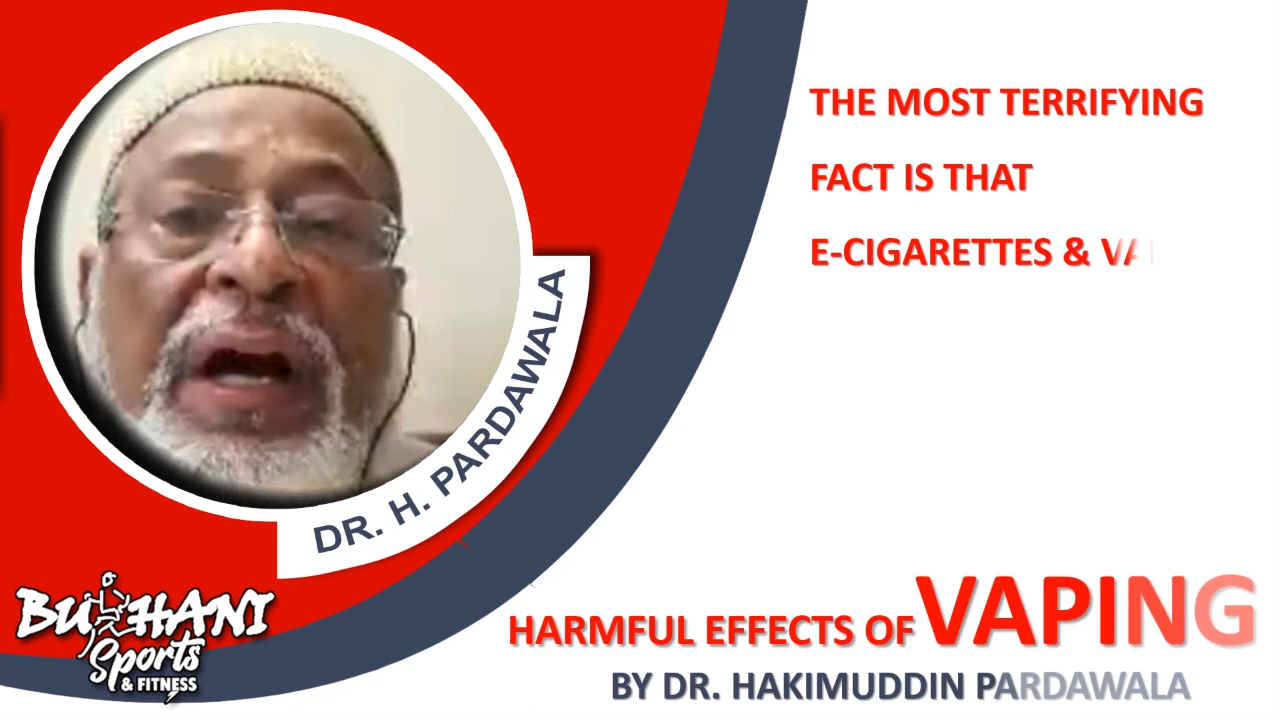 THE MOST TERRIFYING
FACT IS THAT
E-CIGARETTES &
DR. H. PARDAWALA
HARMFUL EFFECTS OF VAPING
BY DR. HAKIMUDDIN PARDAWALA
BURHANI
Sports
& FITNESS